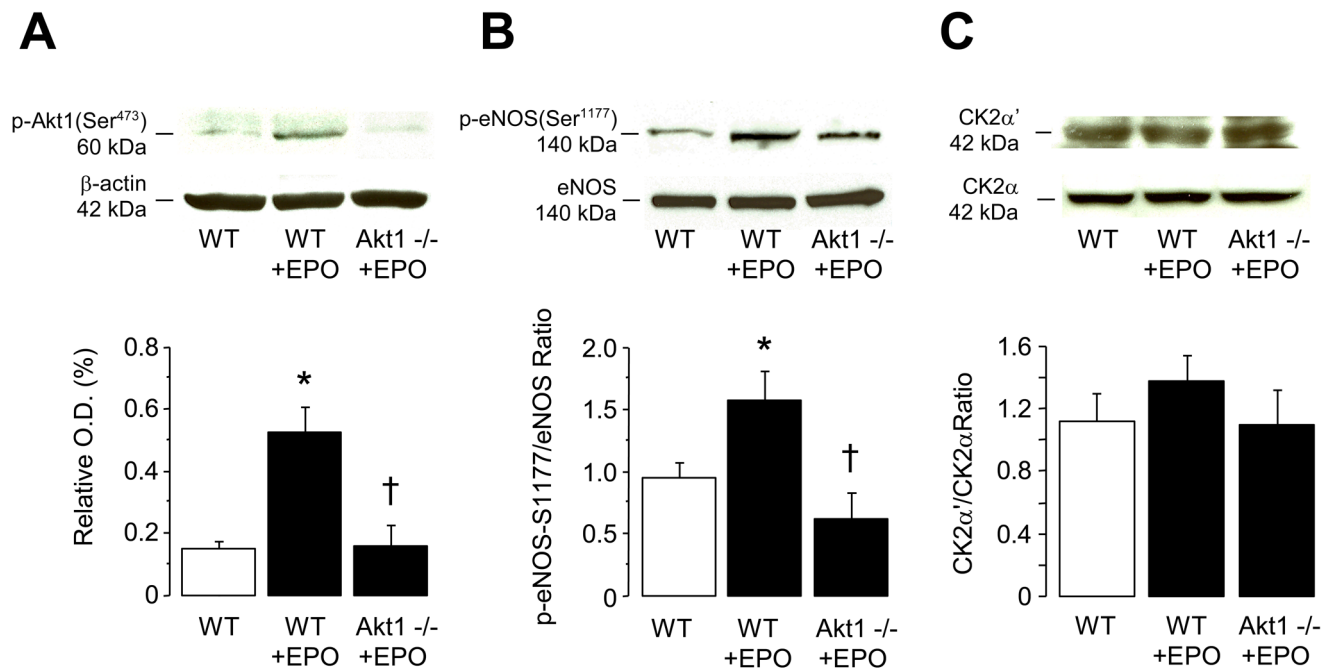 A
p-Akt1(Ser473)
60 kDa
β-actin
42 kDa
WT
WT
+EPO
Akt1 -/-
+EPO
Relative O.D. (%)
0.8
0.6
0.4
0.2
0
*
†
WT
WT
+EPO
Akt1 -/-
+EPO
B
p-eNOS(Ser1177)
140 kDa
eNOS
140 kDa
WT
WT
+EPO
Akt1 -/-
+EPO
p-eNOS-S1177/eNOS Ratio
2.0
1.5
1.0
0.5
0
*
†
WT
WT
+EPO
Akt1 -/-
+EPO
C
CK2α’
42 kDa
CK2α
42 kDa
WT
WT
+EPO
Akt1 -/-
+EPO
CK2α'/CK2αRatio
1.6
1.2
0.8
0.4
0
WT
WT
+EPO
Akt1 -/-
+EPO